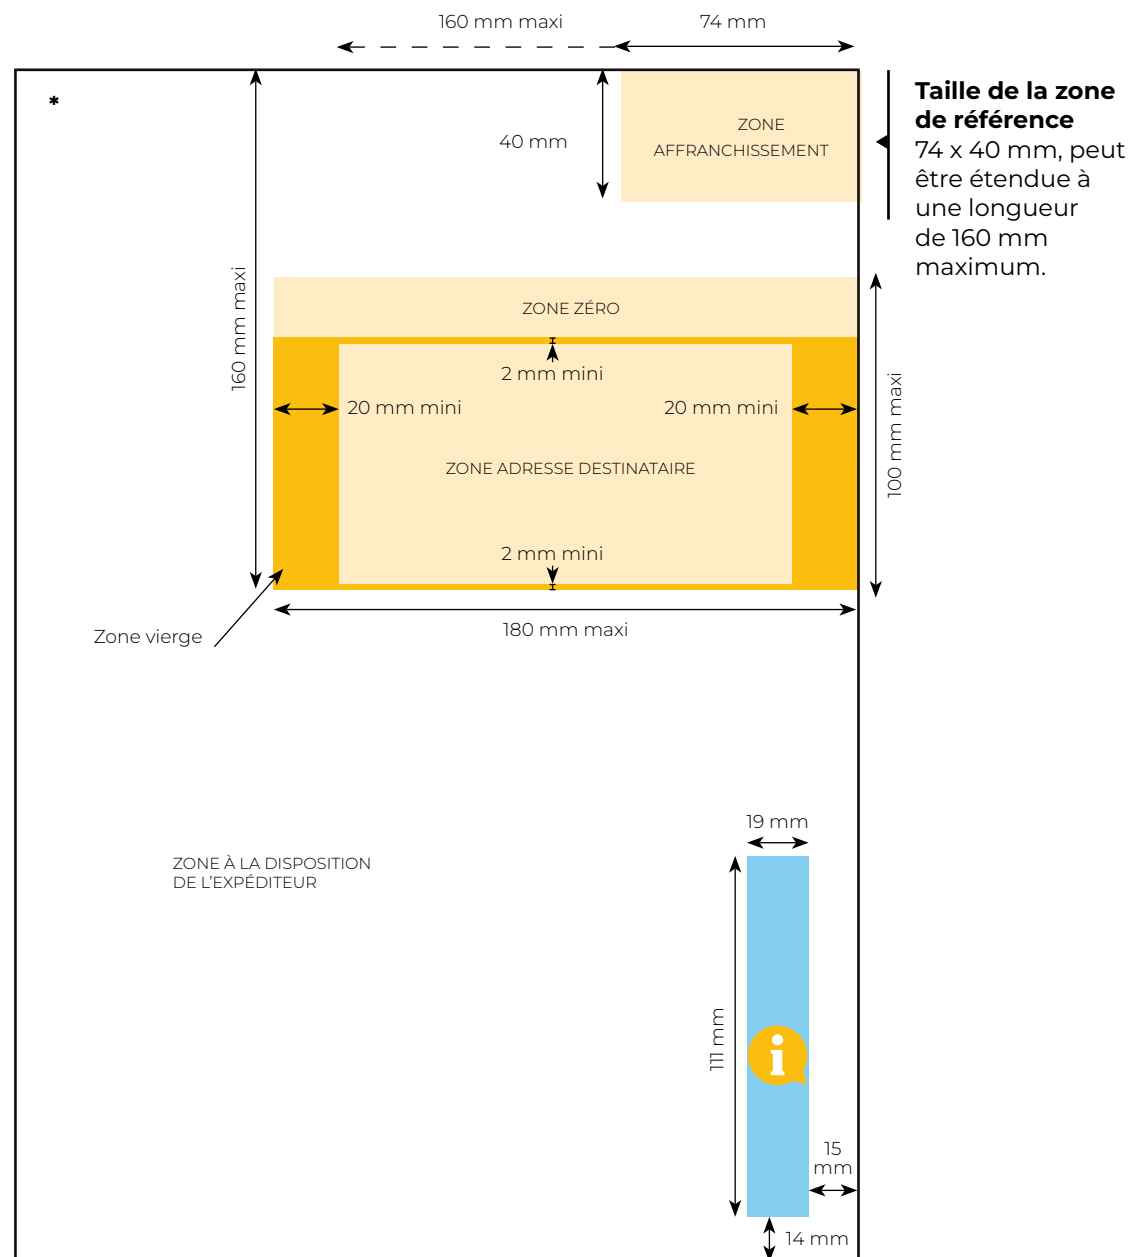 160 mm maxi
74 mm
*
40 mm
ZONE
AFFRANCHISSEMENT
Taille de la zone
de référence
74 x 40 mm, peut
être étendue à
une longueur
de 160 mm
maximum.
160 mm maxi
ZONE ZÉRO
2 mm mini
20 mm mini
20 mm mini
100 mm maxi
ZONE ADRESSE DESTINATAIRE
2 mm mini
180 mm maxi
Zone vierge
19 mm
ZONE À LA DISPOSITION
DE L’EXPÉDITEUR
111 mm
i
15
mm
14 mm